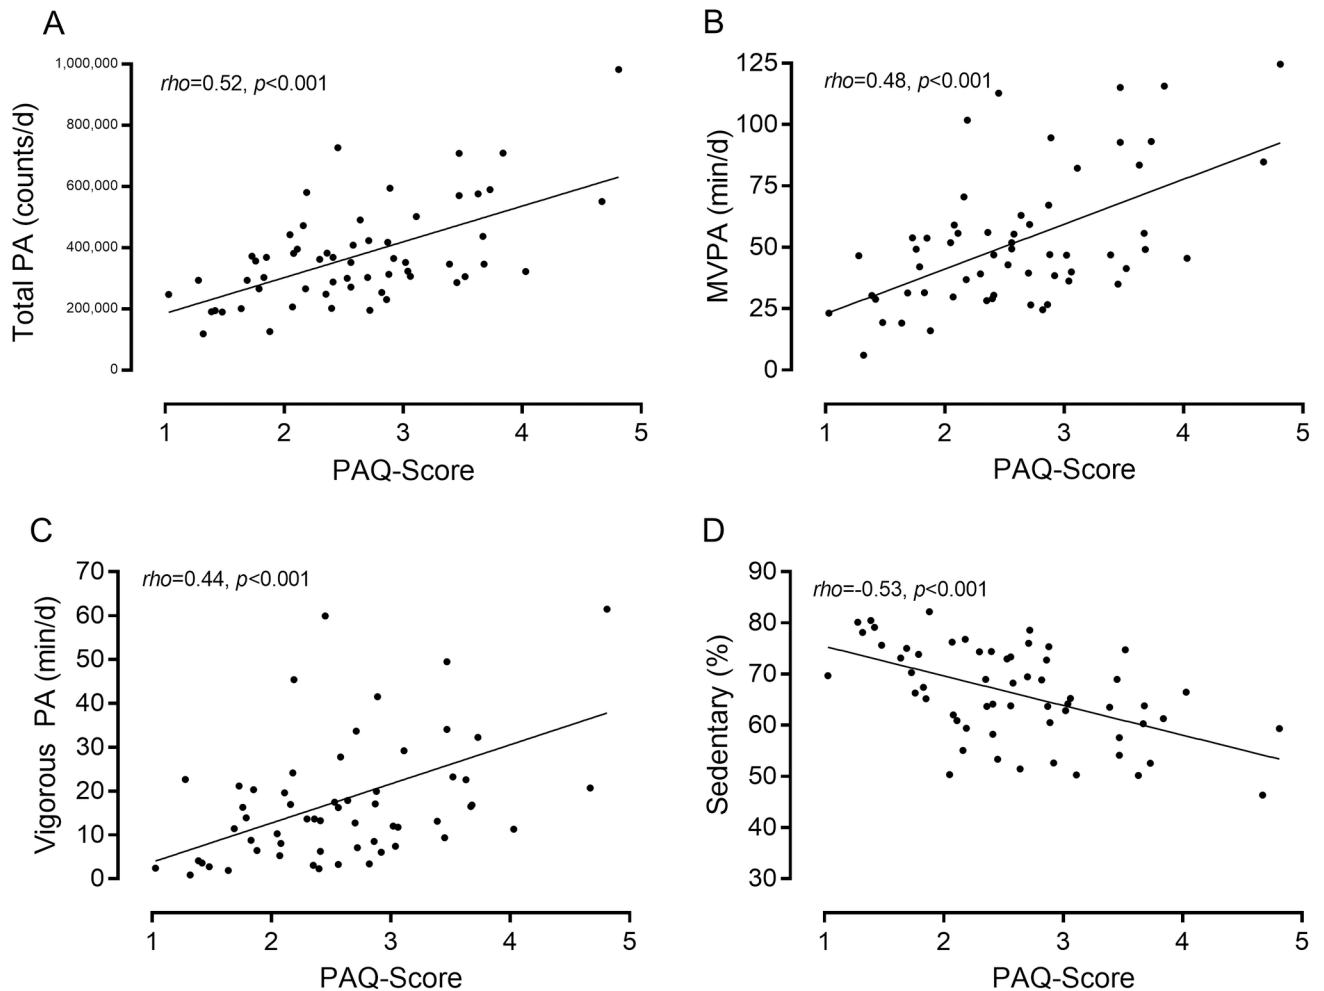 A
rho=0.52, p<0.001
Total PA (counts/d)
1,000,000
800,000
600,000
400,000
200,000
0
1 2 3 4 5
PAQ-Score
B
rho=0.48, p<0.001
MVPA (min/d)
125
100
75
50
25
0
1 2 3 4 5
PAQ-Score
C
rho=0.44, p<0.001
Vigorous PA (min/d)
70
60
50
40
30
20
10
0
1 2 3 4 5
PAQ-Score
D
rho=-0.53, p<0.001
Sedentary (%)
90
80
70
60
50
40
30
1 2 3 4 5
PAQ-Score